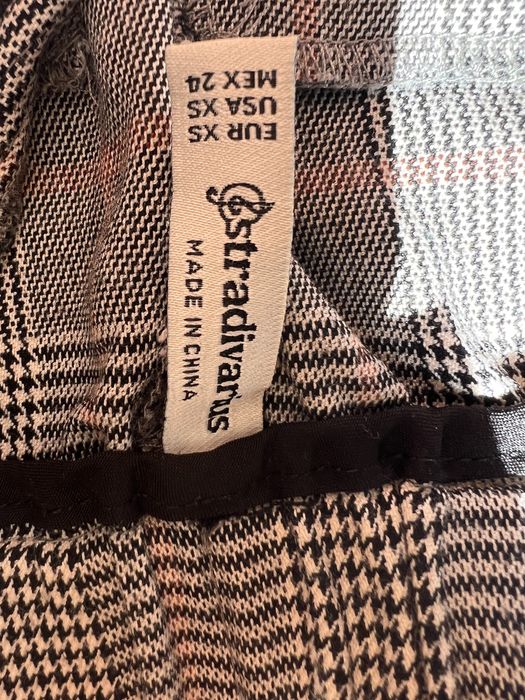 EUR XS
USA XS
MEX 24
stradivarius
MADE IN CHINA